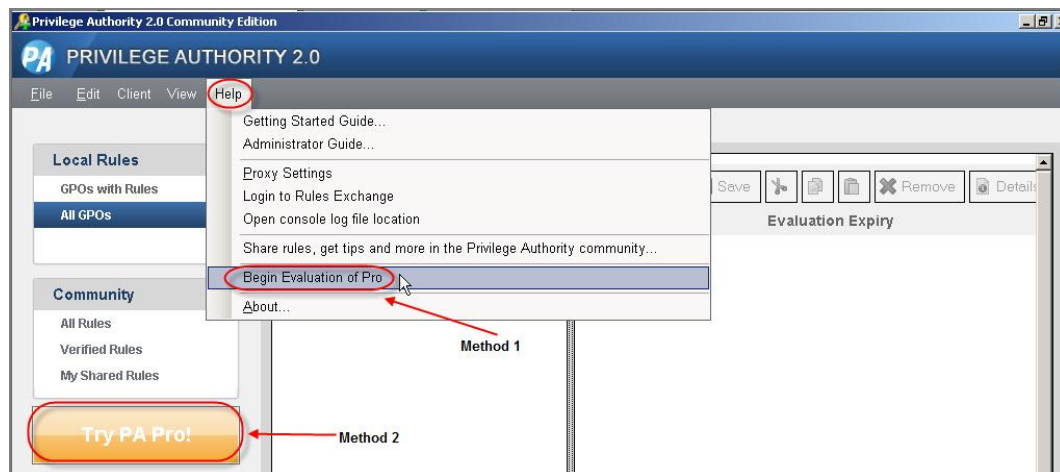 Privilege Authority 2.0 Community Edition
PA PRIVILEGE AUTHORITY 2.0
File Edit Client View Help
Getting Started Guide...
Administrator Guide...
Proxy Settings
Login to Rules Exchange
Open console log file location
Share rules, get tips and more in the Privilege Authority community...
Begin Evaluation of Pro
About...
Local Rules
GPOs with Rules
All GPOs
Community
All Rules
Verified Rules
My Shared Rules
Try PA Pro!
Save Remove Details
Evaluation Expiry
Method 1
Method 2